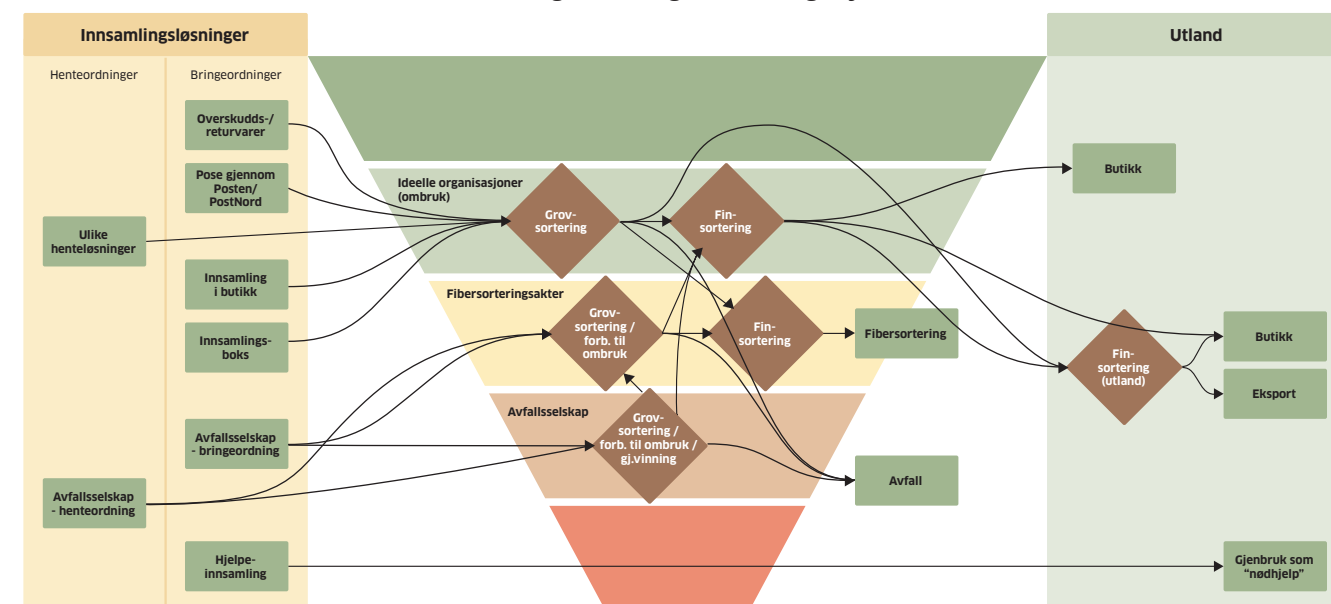 Innsamlingsløsninger
Utland
Henteordninger
Bringeordninger
Overskudds-/
returvarer
Pose gjennom
Posten/
PostNord
Ulike
henteløsninger
Innsamling
i butikk
Innsamlings-
boks
Avfallsselskap
- bringeordning
Avfallsselskap
- henteordning
Hjelpe-
innsamling
Ideelle organisasjoner
(ombruk)
Grov-
sortering
Fin-
sortering
Fibersorteringsakter
Grov-
sortering /
forb. til
ombruk
Fin-
sortering
Fibersortering
Avfallsselskap
Grov-
sortering /
forb. til ombruk /
gj.vinning
Avfall
Butikk
Fin-
sortering
(utland)
Butikk
Eksport
Gjenbruk som
“nødhjelp”